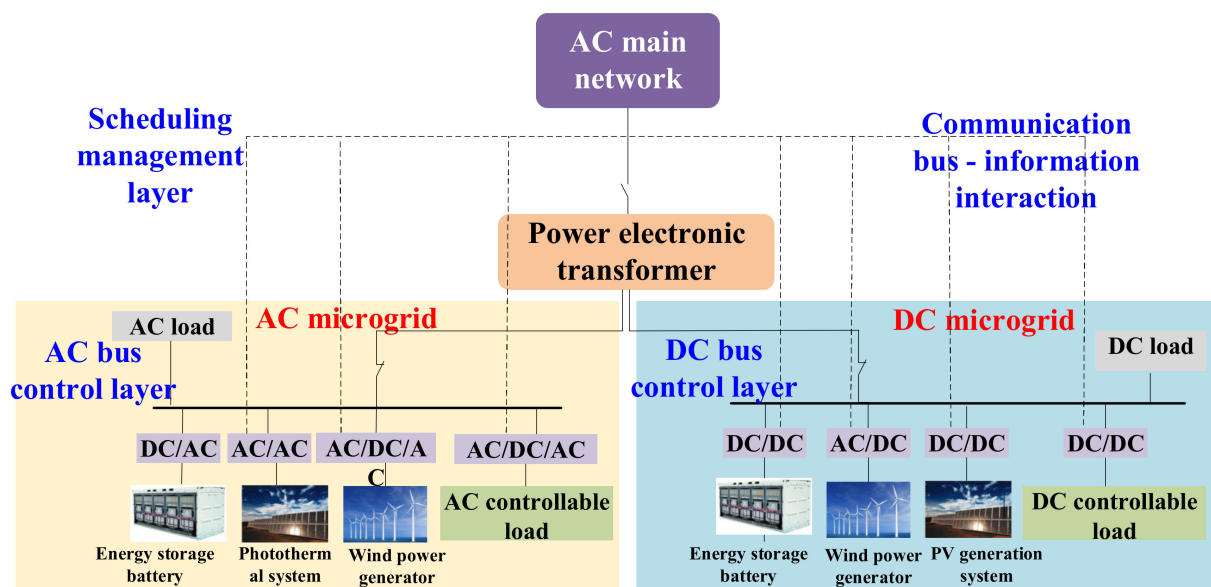 AC main
network
Scheduling
management
layer
Communication
bus - information
interaction
Power electronic
transformer
AC load
AC microgrid
AC bus
control layer
DC/AC
AC/AC
AC/DC/A
C
AC/DC/AC
Energy storage
battery
Phototherm
al system
Wind power
generator
AC controllable
load
DC microgrid
DC load
DC bus
control layer
DC/DC
AC/DC
DC/DC
DC/DC
Energy storage
battery
Wind power
generator
PV generation
system
DC controllable
load